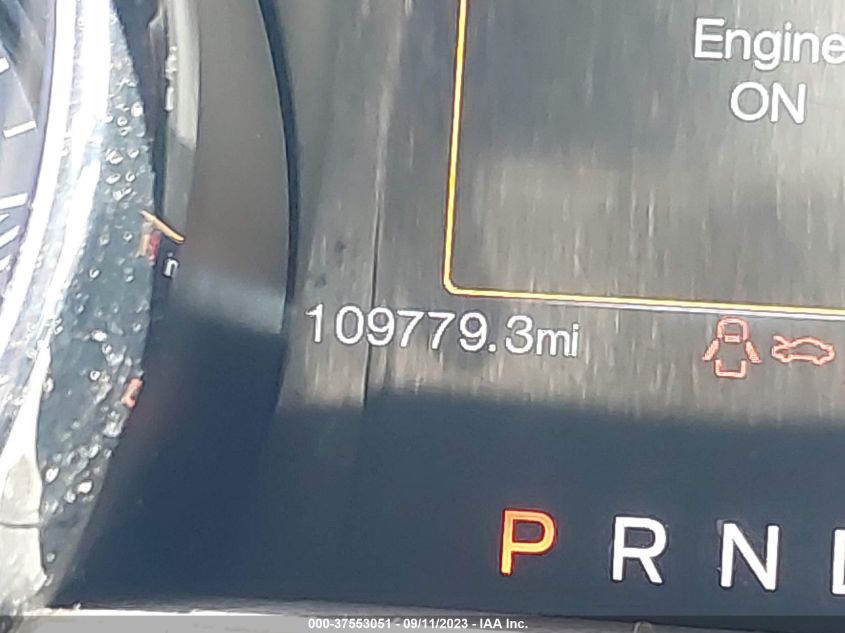 Engine
ON
109779.3mi
P R N
000-37553051 - 09/11/2023 - IAA Inc.